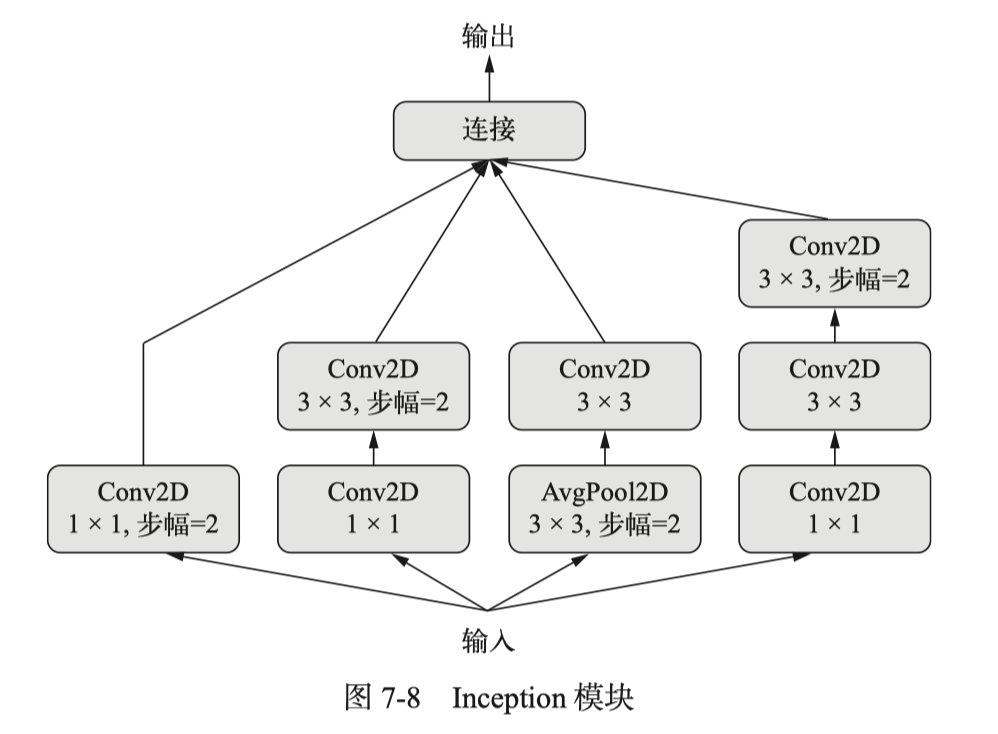 输出
连接
Conv2D
3 × 3, 步幅=2
Conv2D
3 × 3, 步幅=2
Conv2D
3 × 3
Conv2D
3 × 3
Conv2D
1 × 1, 步幅=2
Conv2D
1 × 1
AvgPool2D
3 × 3, 步幅=2
Conv2D
1 × 1
输入
图 7-8 Inception 模块